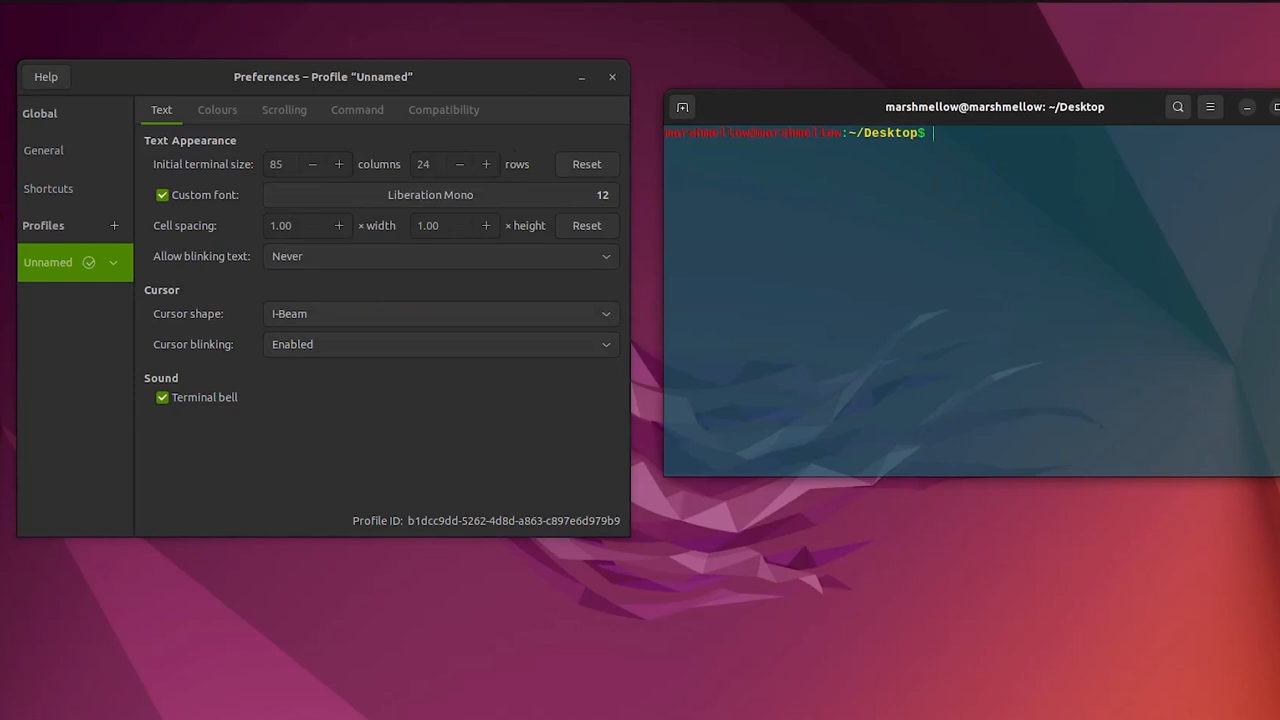 Help
Preferences – Profile “Unnamed”
Global
General
Shortcuts
Profiles
Unnamed
Text Colours Scrolling Command Compatibility
Text Appearance
Initial terminal size: 85 − + columns 24 − + rows Reset
Custom font: Liberation Mono 12
Cell spacing: 1.00 + × width 1.00 + × height Reset
Allow blinking text: Never
Cursor
Cursor shape: I-Beam
Cursor blinking: Enabled
Sound
Terminal bell
Profile ID: b1dcc9dd-5262-4d8d-a863-c897e6d979b9
marshmellow@marshmellow: ~/Desktop
marshmellow@marshmellow:~/Desktop$